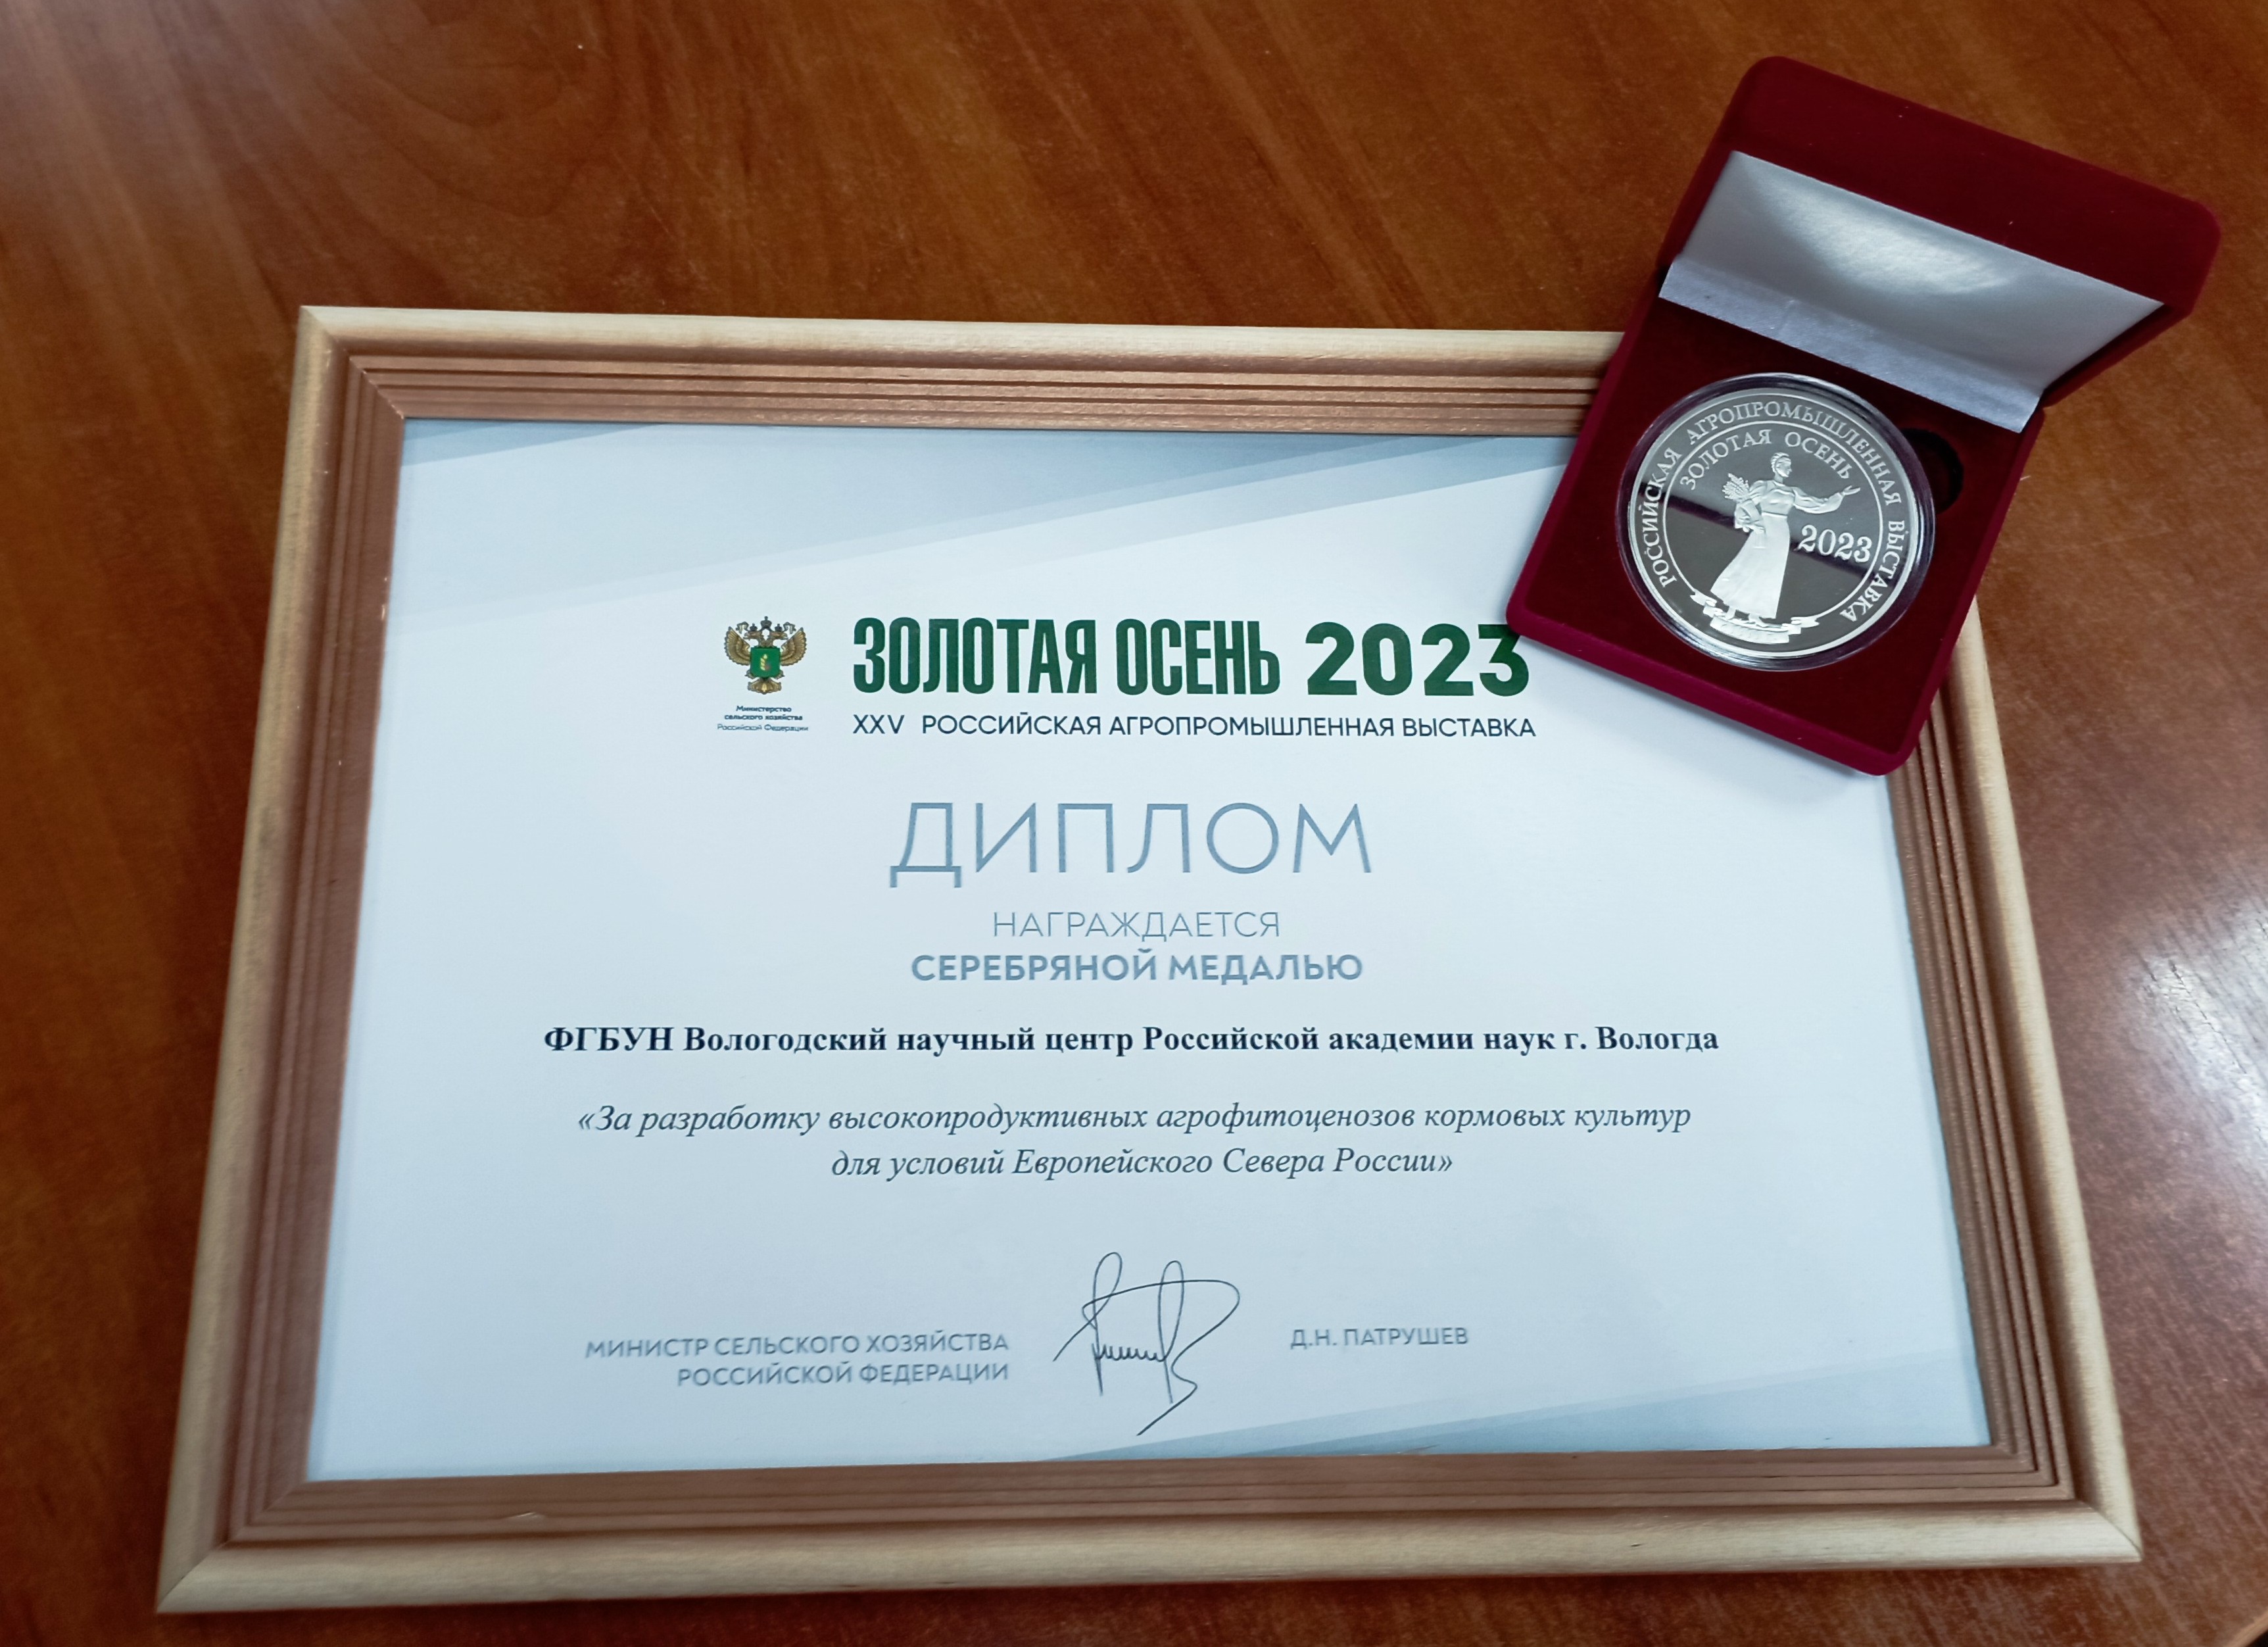 РОССИЙСКАЯ АГРОПРОМЫШЛЕННАЯ ВЫСТАВКА
ЗОЛОТАЯ ОСЕНЬ
2023
Министерство
сельского хозяйства
Российской Федерации
ЗОЛОТАЯ ОСЕНЬ 2023
XXV РОССИЙСКАЯ АГРОПРОМЫШЛЕННАЯ ВЫСТАВКА
ДИПЛОМ
НАГРАЖДАЕТСЯ
СЕРЕБРЯНОЙ МЕДАЛЬЮ
ФГБУН Вологодский научный центр Российской академии наук г. Вологда
«За разработку высокопродуктивных агрофитоценозов кормовых культур
для условий Европейского Севера России»
МИНИСТР СЕЛЬСКОГО ХОЗЯЙСТВА
РОССИЙСКОЙ ФЕДЕРАЦИИ
Д.Н. ПАТРУШЕВ